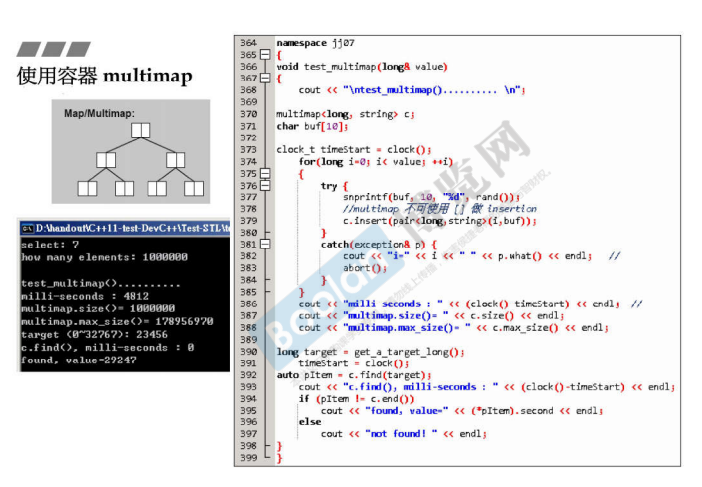 使用容器 multimap
Map/Multimap:
D:\handout\C++11-test-DevC++\Test-STL\t
select: 7
how many elements: 1000000
test_multimap()..........
milli-seconds : 4812
multimap.size()= 1000000
multimap.max_size()= 178956970
target (0~32767): 23456
c.find(), milli-seconds : 0
found, value=29247
364 namespace jj07
365 {
366 void test_multimap(long& value)
367 {
368 cout << "\ntest_multimap().......... \n";
369
370 multimap<long, string> c;
371 char buf[10];
372
373 clock_t timeStart = clock();
374 for(long i=0; i< value; ++i)
375 {
376 try {
377 snprintf(buf, 10, "%d", rand());
378 //multimap 不可使用 [] 做 insertion
379 c.insert(pair<long,string>(i,buf));
380 }
381 catch(exception& p) {
382 cout << "i=" << i << " " << p.what() << endl; //
383 abort();
384 }
385 }
386 cout << "milli-seconds : " << (clock()-timeStart) << endl; //
387 cout << "multimap.size()= " << c.size() << endl;
388 cout << "multimap.max_size()= " << c.max_size() << endl;
389
390 long target = get_a_target_long();
391 timeStart = clock();
392 auto pItem = c.find(target);
393 cout << "c.find(), milli-seconds : " << (clock()-timeStart) << endl;
394 if (pItem != c.end())
395 cout << "found, value=" << (*pItem).second << endl;
396 else
397 cout << "not found! " << endl;
398 }
399 }
Boolan
博览网